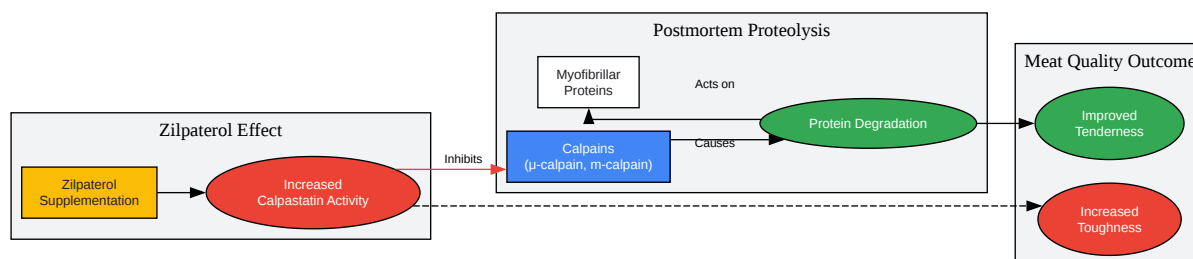 Zilpaterol Effect
Zilpaterol
Supplementation
Increased
Calpastatin Activity
Inhibits
Postmortem Proteolysis
Myofibrillar
Proteins
Calpains
(μ-calpain, m-calpain)
Acts on
Causes
Protein Degradation
Meat Quality Outcome
Improved
Tenderness
Increased
Toughness